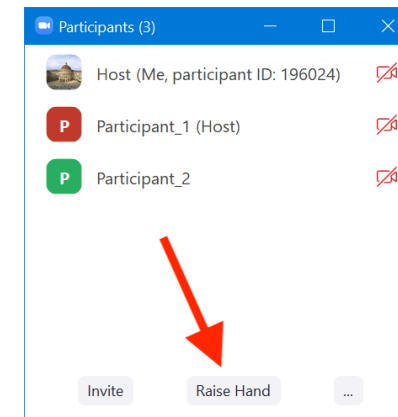 Participants (3)
Host (Me, participant ID: 196024)
P Participant_1 (Host)
P Participant_2
Invite Raise Hand ...